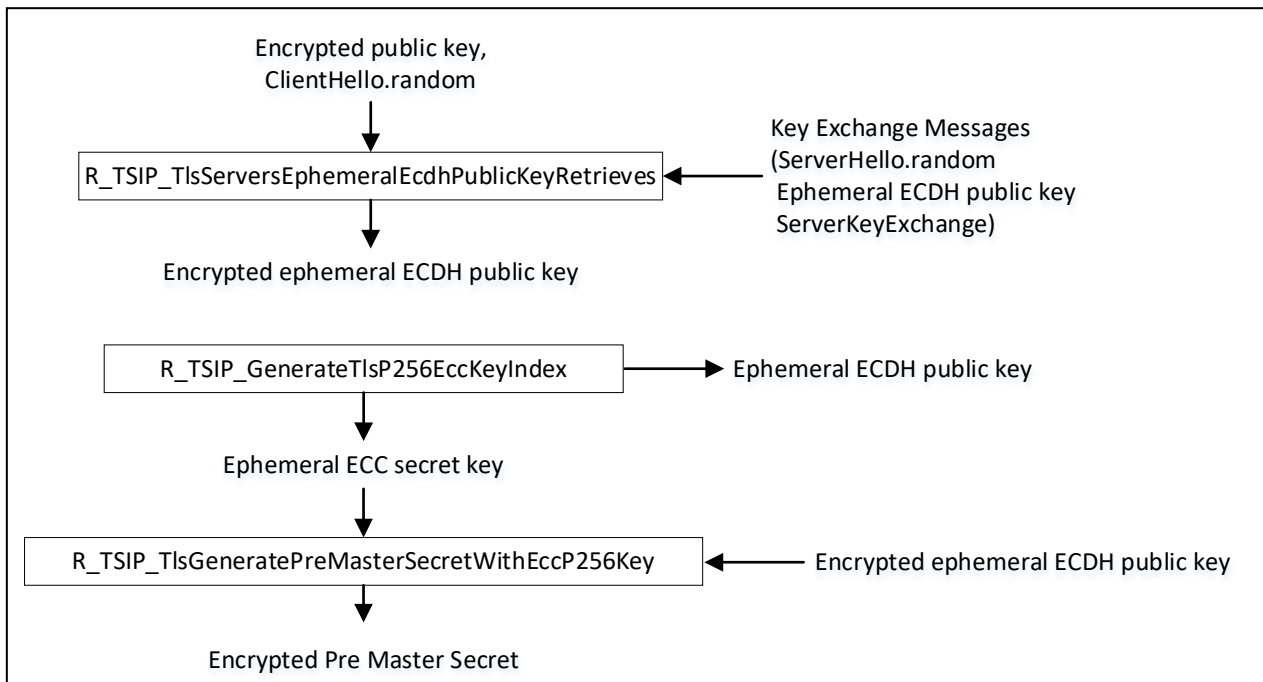 Encrypted public key,
ClientHello.random
R_TSIP_TlsServersEphemeralEcdhPublicKeyRetrieves
Key Exchange Messages
(ServerHello.random
Ephemeral ECDH public key
ServerKeyExchange)
Encrypted ephemeral ECDH public key
R_TSIP_GenerateTlsP256EccKeyIndex
Ephemeral ECDH public key
Ephemeral ECC secret key
R_TSIP_TlsGeneratePreMasterSecretWithEccP256Key
Encrypted ephemeral ECDH public key
Encrypted Pre Master Secret